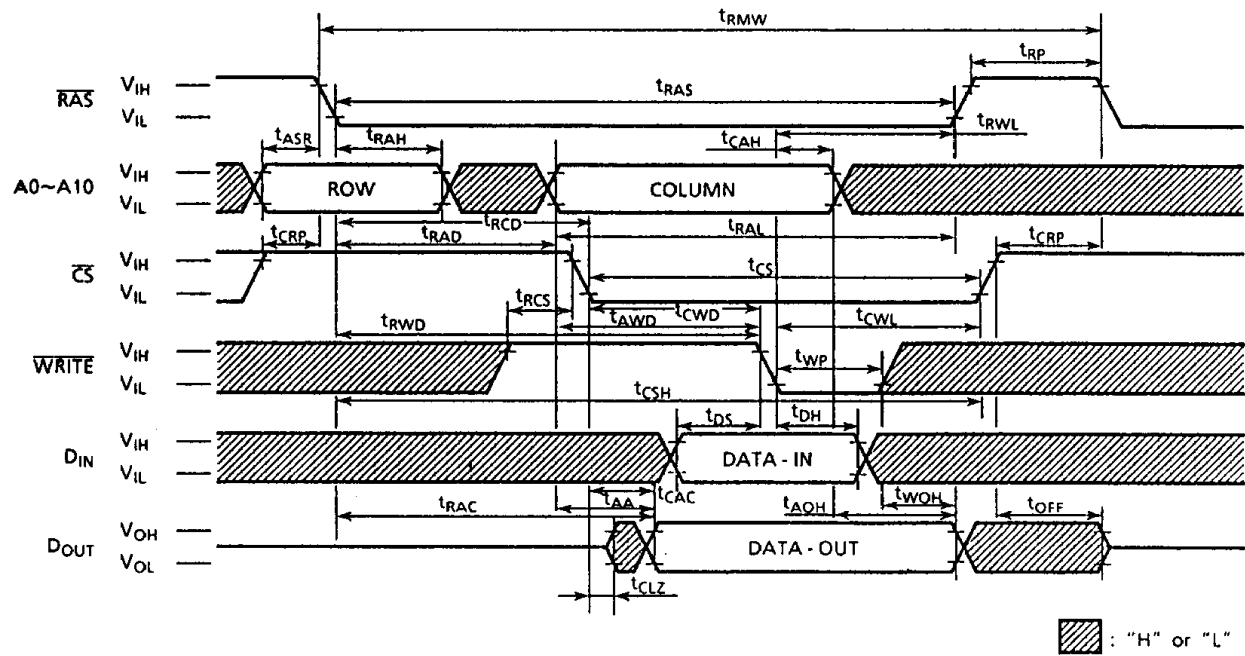 tRMW
tRP
RAS VIH
VIL
tRAS
tRWL
tASR tRAH tCAH
A0~A10 VIH
VIL
ROW COLUMN
tRCD
tCRP tRAD tRAL tCRP
CS VIH
VIL
tCS
tRCS tCWD
tRWD tAWD tCWL
WRITE VIH
VIL
tWP
tCSH
tDS tDH
DIN VIH
VIL
DATA - IN
tCAC
tRAC tAA tAOH tWOH tOFF
DOUT VOH
VOL
DATA - OUT
tCLZ
: "H" or "L"